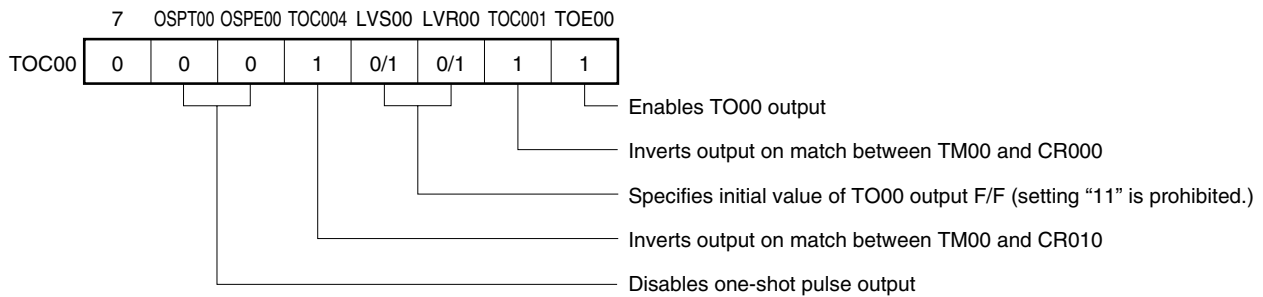 7 OSPT00 OSPE00 TOC004 LVS00 LVR00 TOC001 TOE00
TOC00 0 0 0 1 0/1 0/1 1 1
Enables TO00 output
Inverts output on match between TM00 and CR000
Specifies initial value of TO00 output F/F (setting “11” is prohibited.)
Inverts output on match between TM00 and CR010
Disables one-shot pulse output